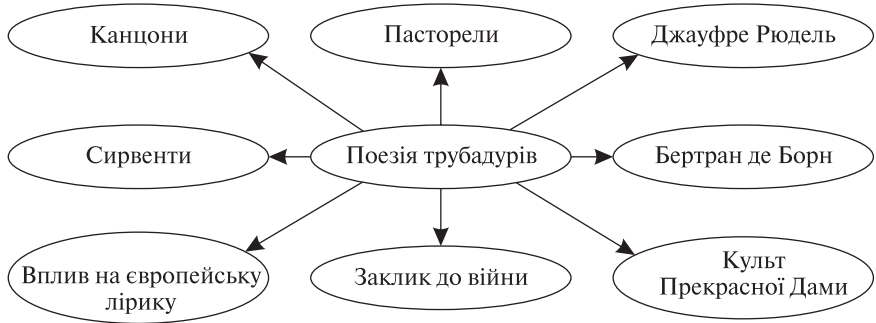 Канцони
Пасторели
Джауфре Рюдель
Сирвенти
Поезія трубадурів
Бертран де Борн
Вплив на європейську
лірику
Заклик до війни
Культ
Прекрасної Дами